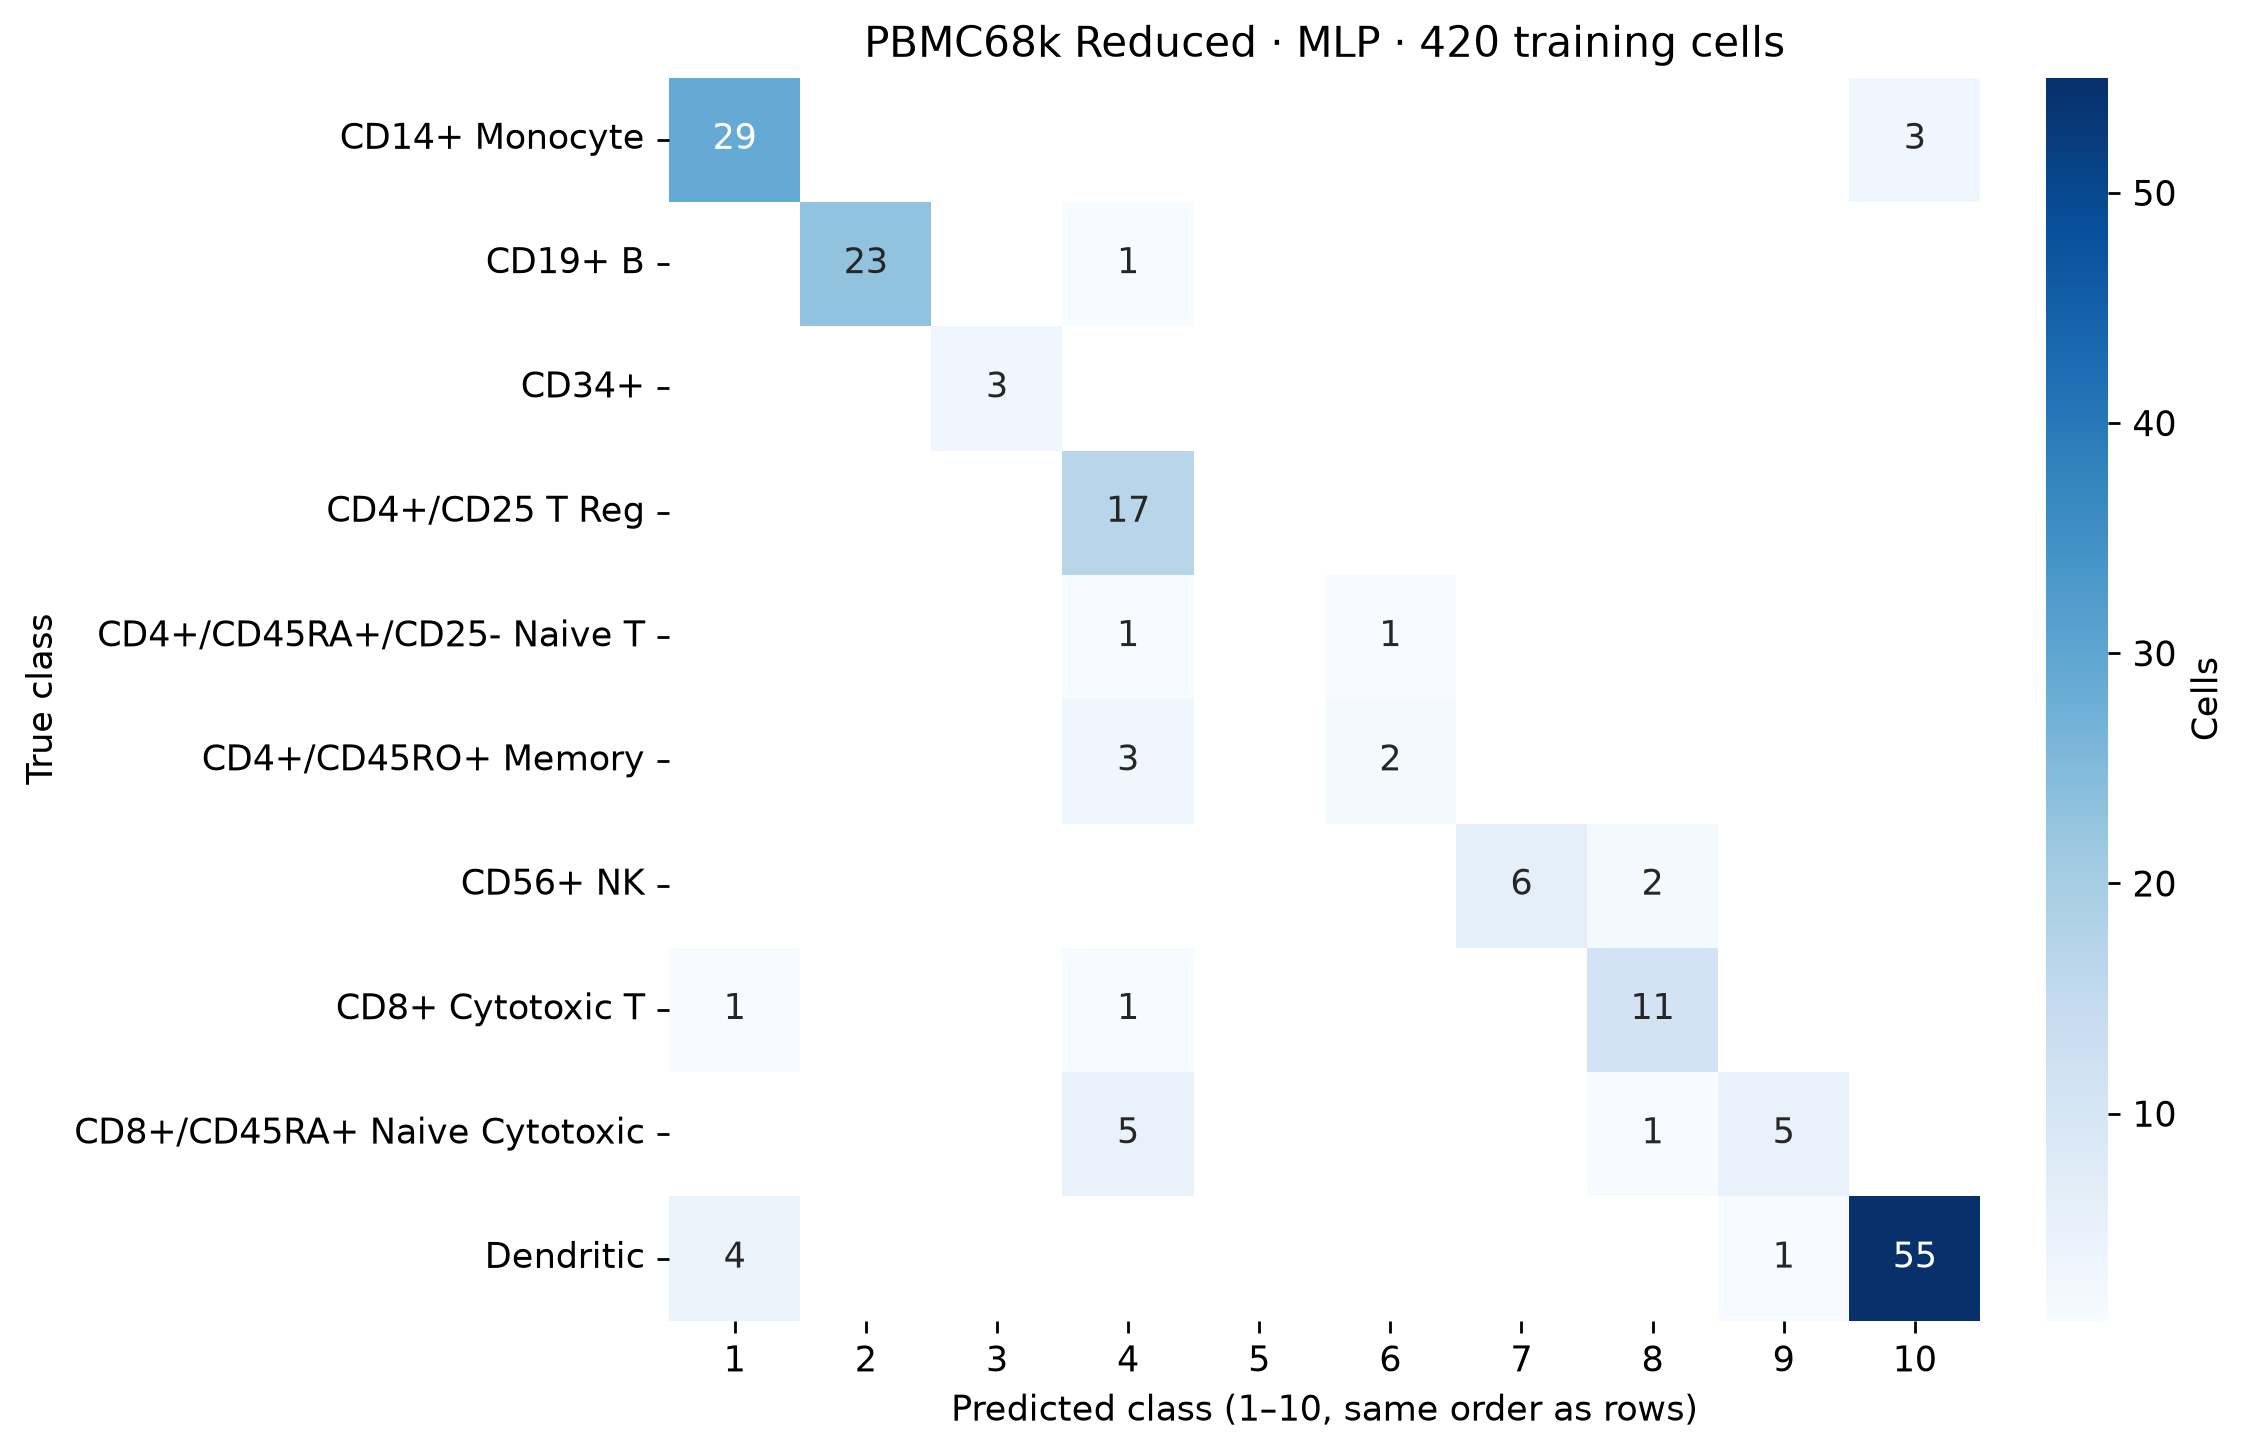 PBMC68k Reduced · MLP · 420 training cells
True class
CD14+ Monocyte 29 3
CD19+ B 23 1
CD34+ 3
CD4+/CD25 T Reg 17
CD4+/CD45RA+/CD25- Naive T 1 1
CD4+/CD45RO+ Memory 3 2
CD56+ NK 6 2
CD8+ Cytotoxic T 1 1 11
CD8+/CD45RA+ Naive Cytotoxic 5 1 5
Dendritic 4 1 55
1 2 3 4 5 6 7 8 9 10
Predicted class (1–10, same order as rows)
50
40
30
20
10
Cells